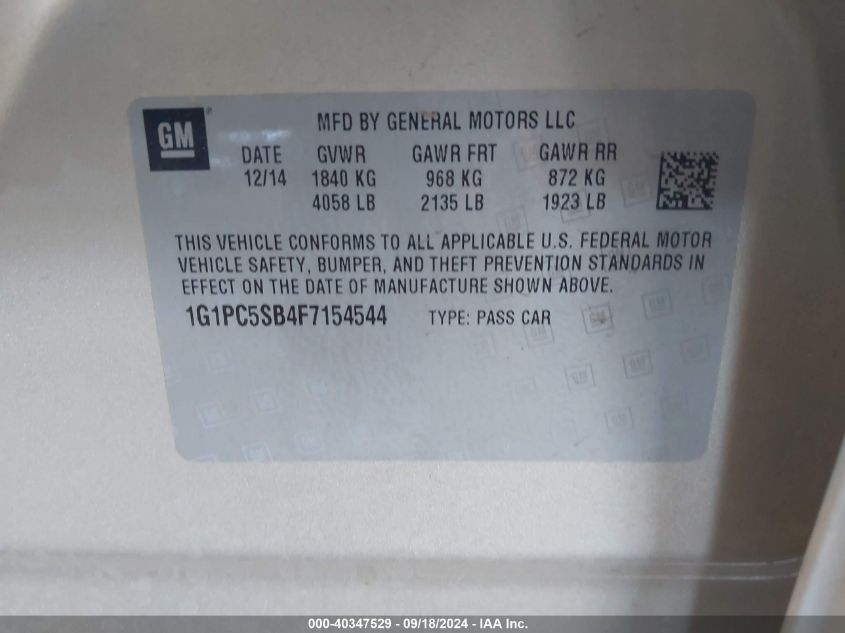 GM
MFD BY GENERAL MOTORS LLC
DATE GVWR GAWR FRT GAWR RR
12/14 1840 KG 968 KG 872 KG
4058 LB 2135 LB 1923 LB
THIS VEHICLE CONFORMS TO ALL APPLICABLE U.S. FEDERAL MOTOR
VEHICLE SAFETY, BUMPER, AND THEFT PREVENTION STANDARDS IN
EFFECT ON THE DATE OF MANUFACTURE SHOWN ABOVE.
1G1PC5SB4F7154544 TYPE: PASS CAR
000-40347529 - 09/18/2024 - IAA Inc.